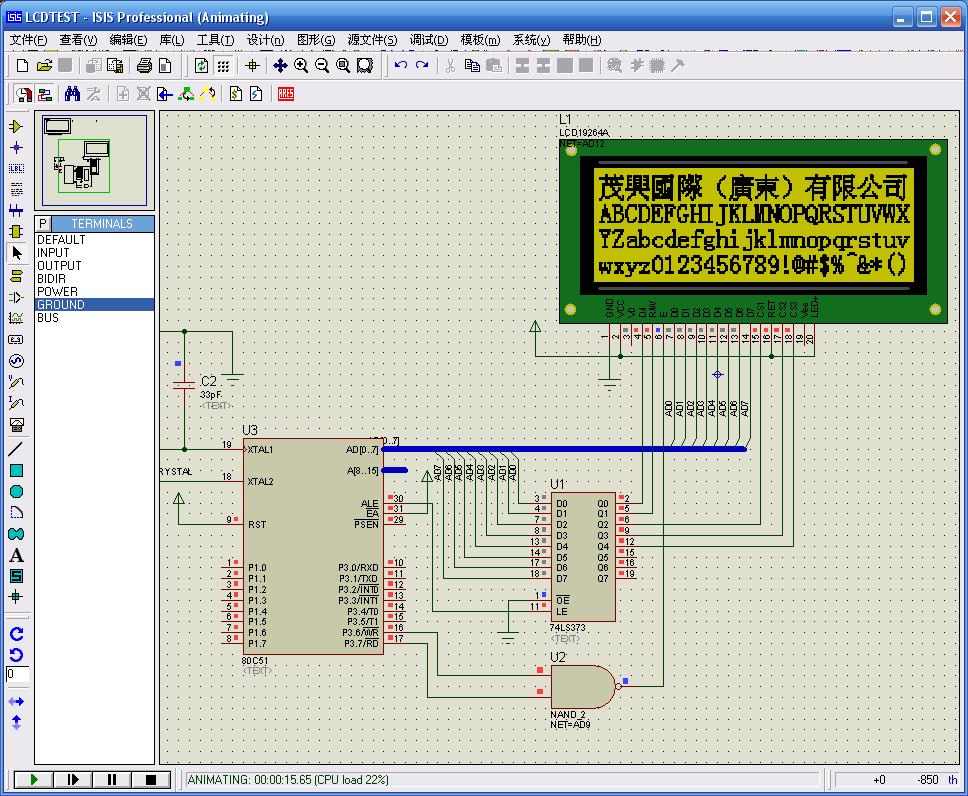 LCDTEST - ISIS Professional (Animating)
文件(F) 查看(V) 编辑(E) 库(L) 工具(T) 设计(n) 图形(G) 源文件(S) 调试(D) 模板(m) 系统(y) 帮助(H)
ARES
LBL
P TERMINALS
DEFAULT
INPUT
OUTPUT
BIDIR
POWER
GROUND
BUS
A
0
L1
LCD19264A
NET=AD12
茂興國際（廣東）有限公司
ABCDEFGHIJKLMNOPQRSTUVWX
YZabcdefghijklmnopqrstuv
wxyz0123456789!@#$%^&*()
GND VCC V0 D/I R/W E D0 D1 D2 D3 D4 D5 D6 D7 CS1 RET CS2 CS3 Vee LED+
1 2 3 4 5 6 7 8 9 10 11 12 13 14 15 16 17 18 19 20
AD0 AD1 AD2 AD3 AD4 AD5 AD6 AD7
C2
33pF
<TEXT>
RYSTAL
U3
19 XTAL1
18 XTAL2
9 RST
1 P1.0
2 P1.1
3 P1.2
4 P1.3
5 P1.4
6 P1.5
7 P1.6
8 P1.7
AD[0..7]
A[8..15]
ALE 30
EA 31
PSEN 29
P3.0/RXD 10
P3.1/TXD 11
P3.2/INT0 12
P3.3/INT1 13
P3.4/T0 14
P3.5/T1 15
P3.6/WR 16
P3.7/RD 17
80C51
<TEXT>
AD7 AD6 AD5 AD4 AD3 AD2 AD1 AD0
U1
3 D0 Q0 2
4 D1 Q1 5
7 D2 Q2 6
8 D3 Q3 9
13 D4 Q4 12
14 D5 Q5 15
17 D6 Q6 16
18 D7 Q7 19
1 OE
11 LE
74LS373
<TEXT>
U2
NAND_2
NET=AD9
ANIMATING: 00:00:15.65 (CPU load 22%)
+0 -850 th